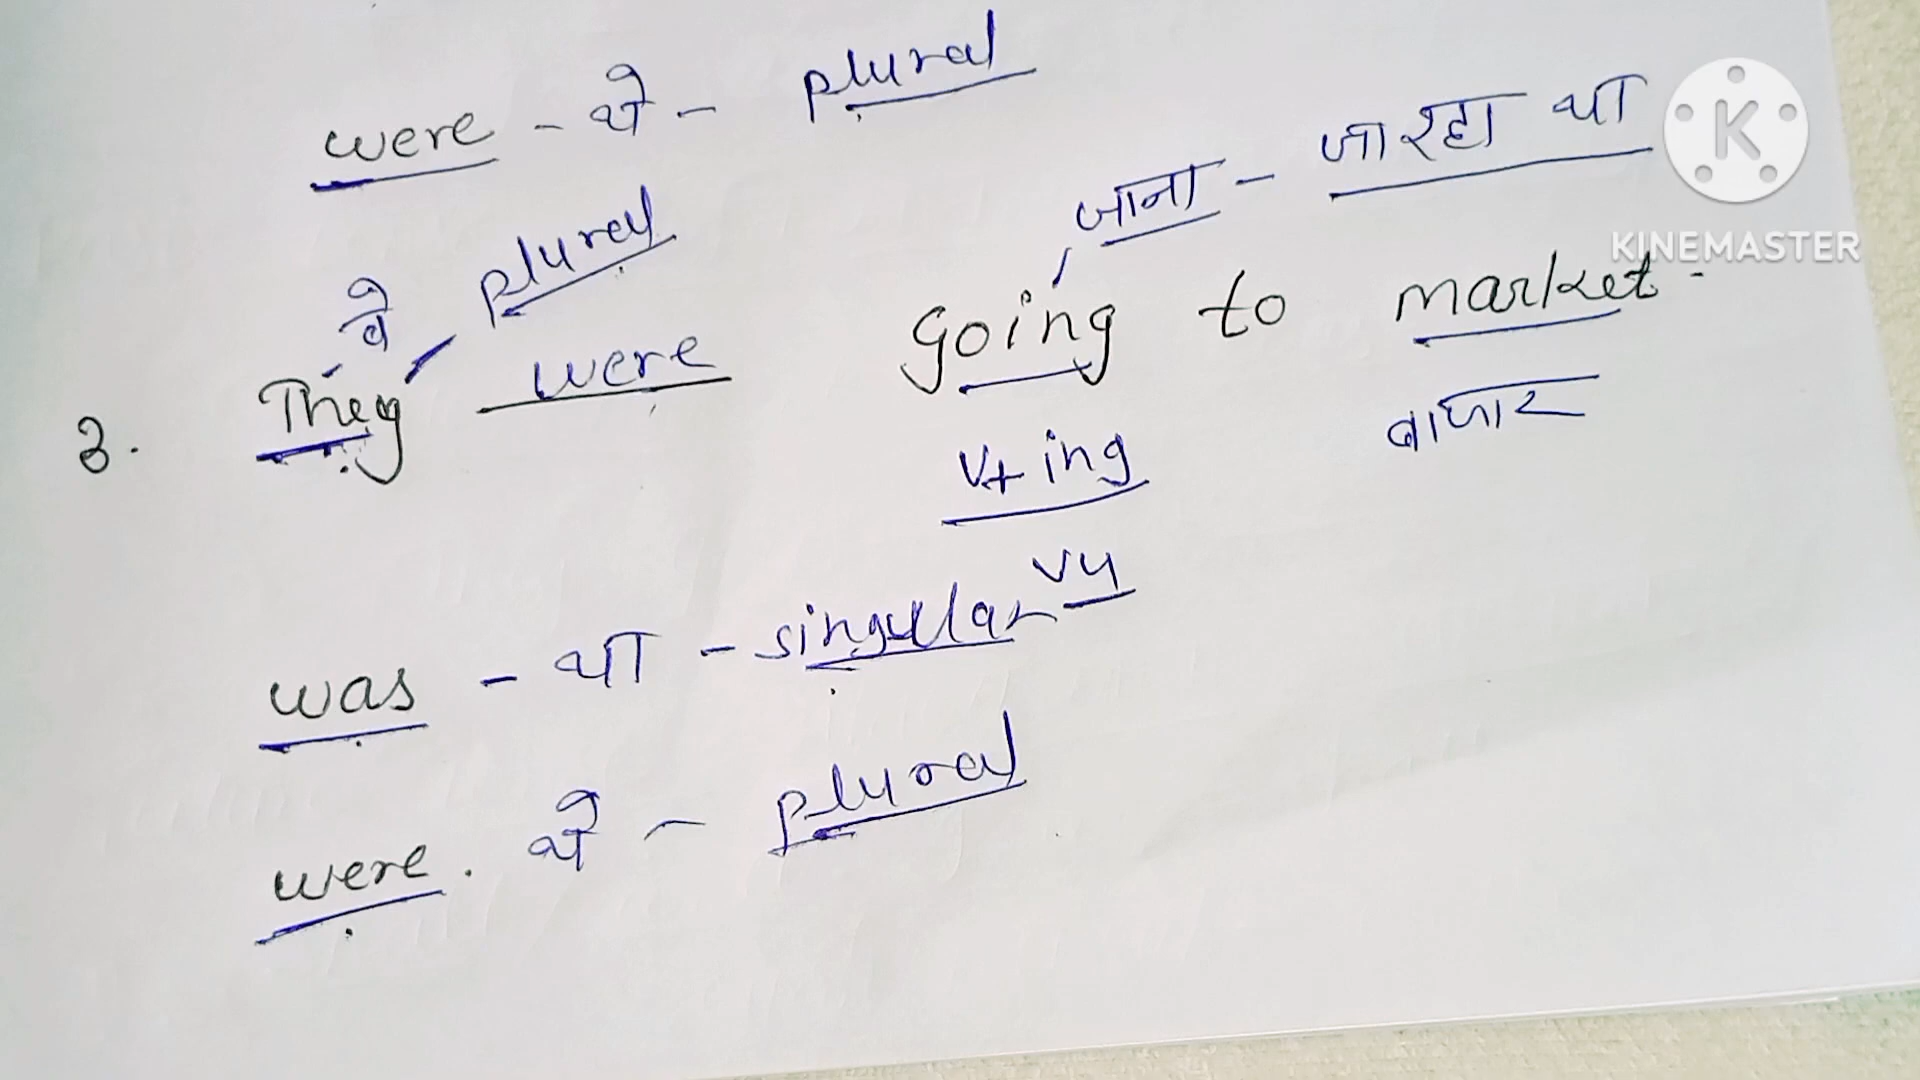 were - थे - plural
जाना - जा रहा था
K
KINEMASTER
वे plural
3. They were going to market.
v+ing बाजार
v4
was - था - singular
were. थे - plural